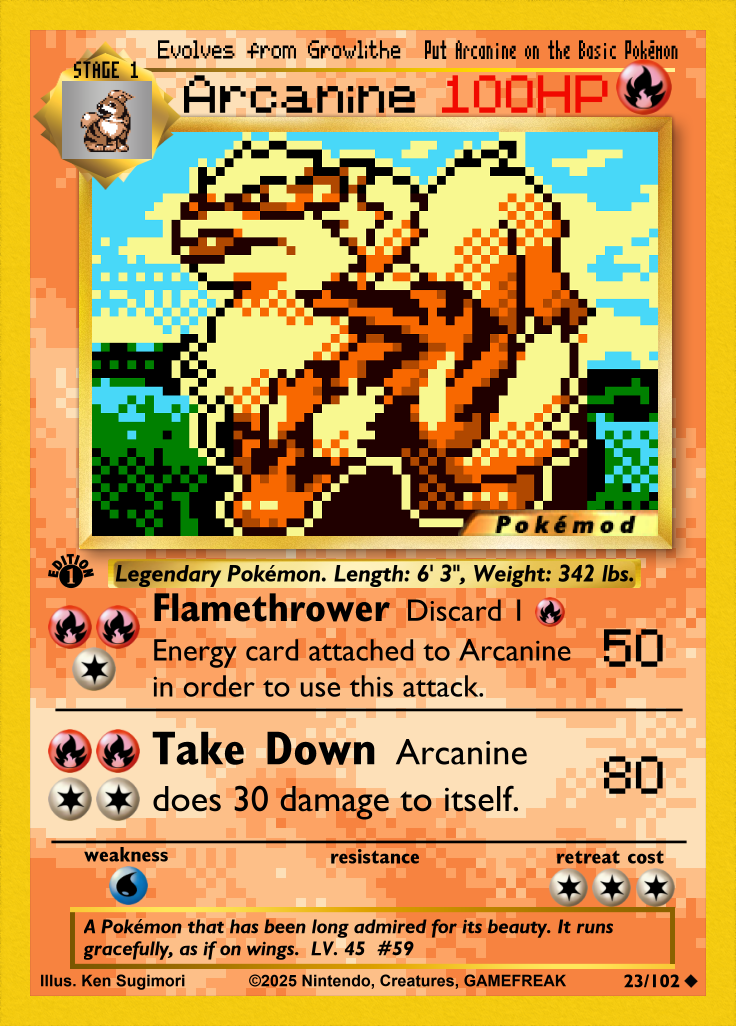 Evolves from Growlithe Put Arcanine on the Basic Pokémon
STAGE 1
Arcanine 100HP
Pokémod
EDITION 1
Legendary Pokémon. Length: 6' 3", Weight: 342 lbs.
Flamethrower Discard 1
Energy card attached to Arcanine
in order to use this attack.
50
Take Down Arcanine
does 30 damage to itself.
80
weakness resistance retreat cost
A Pokémon that has been long admired for its beauty. It runs
gracefully, as if on wings. LV. 45 #59
Illus. Ken Sugimori ©2025 Nintendo, Creatures, GAMEFREAK 23/102